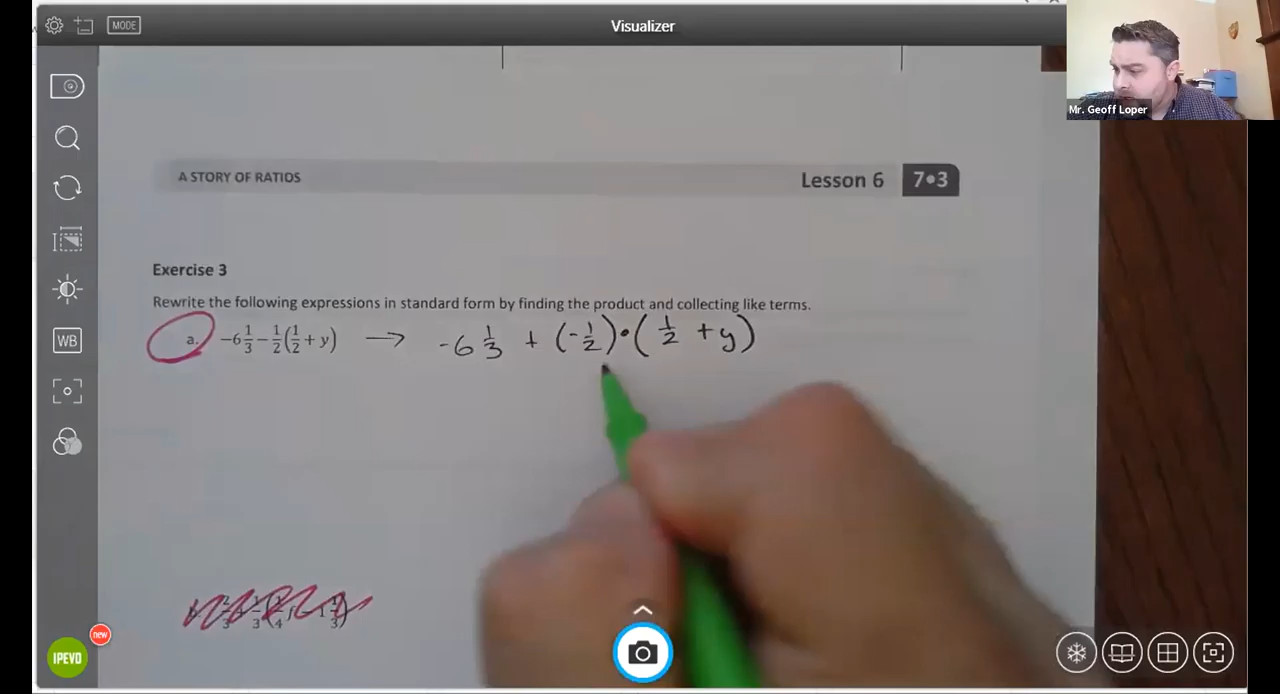 MODE
Visualizer
Mr. Geoff Loper
A STORY OF RATIOS
Lesson 6
7•3
Exercise 3
Rewrite the following expressions in standard form by finding the product and collecting like terms.
a. −6 1/3 − 1/2(1/2 + y) → -6 1/3 + (-1/2)•(1/2 + y)
WB
new
IPEVO